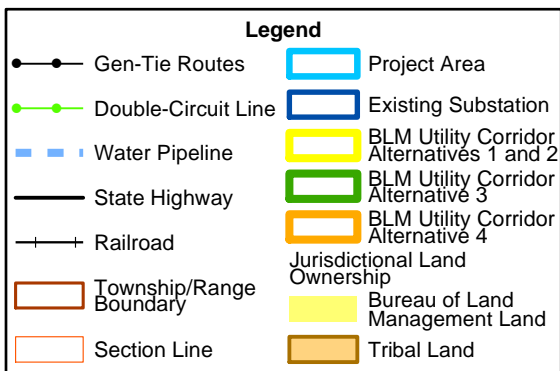 Legend
Gen-Tie Routes
Double-Circuit Line
Water Pipeline
State Highway
Railroad
Township/Range
Boundary
Section Line
Project Area
Existing Substation
BLM Utility Corridor
Alternatives 1 and 2
BLM Utility Corridor
Alternative 3
BLM Utility Corridor
Alternative 4
Jurisdictional Land
Ownership
Bureau of Land
Management Land
Tribal Land